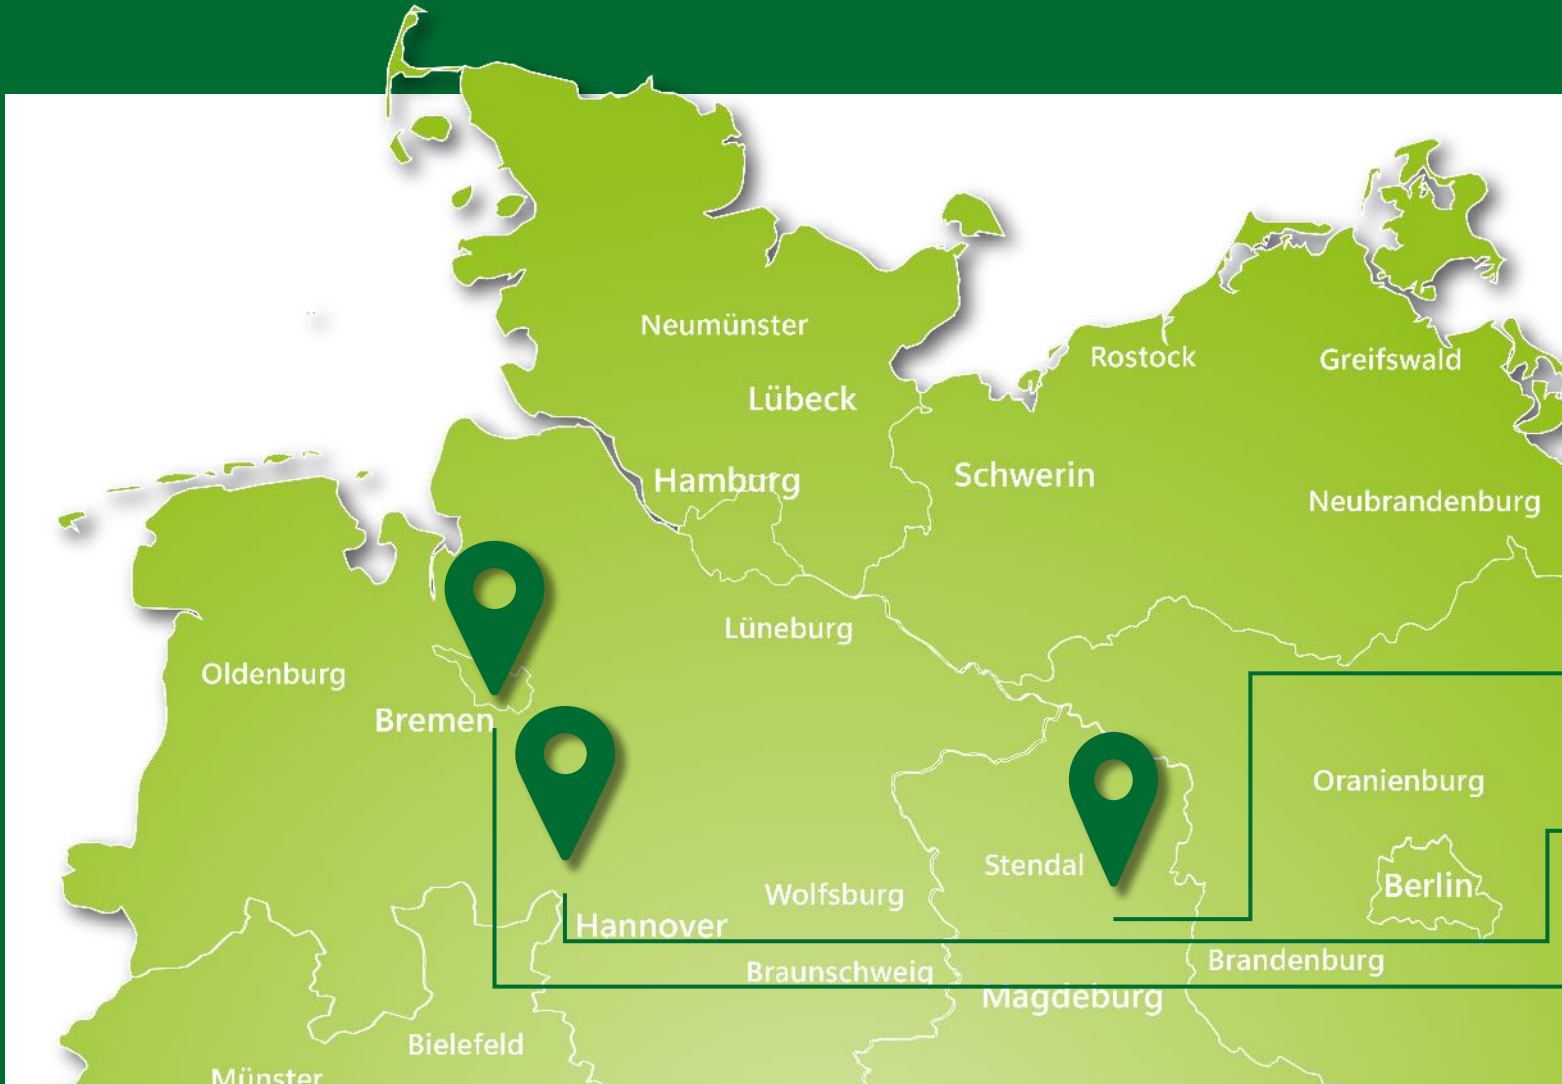 Neumünster
Rostock
Greifswald
Lübeck
Schwerin
Hamburg
Neubrandenburg
Lüneburg
Oldenburg
Bremen
Oranienburg
Stendal
Berlin
Wolfsburg
Hannover
Brandenburg
Braunschweig
Magdeburg
Bielefeld
Münster